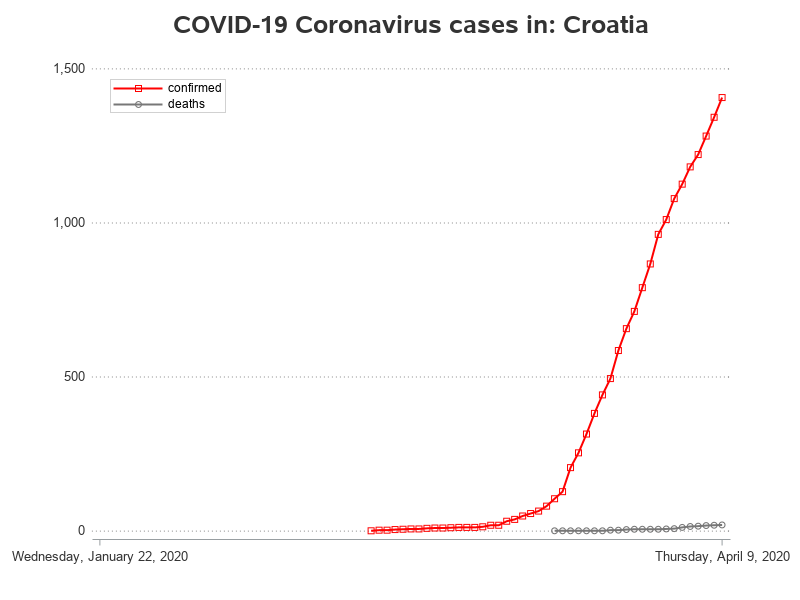 COVID-19 Coronavirus cases in: Croatia
1,500
confirmed
deaths
1,000
500
0
Wednesday, January 22, 2020 Thursday, April 9, 2020